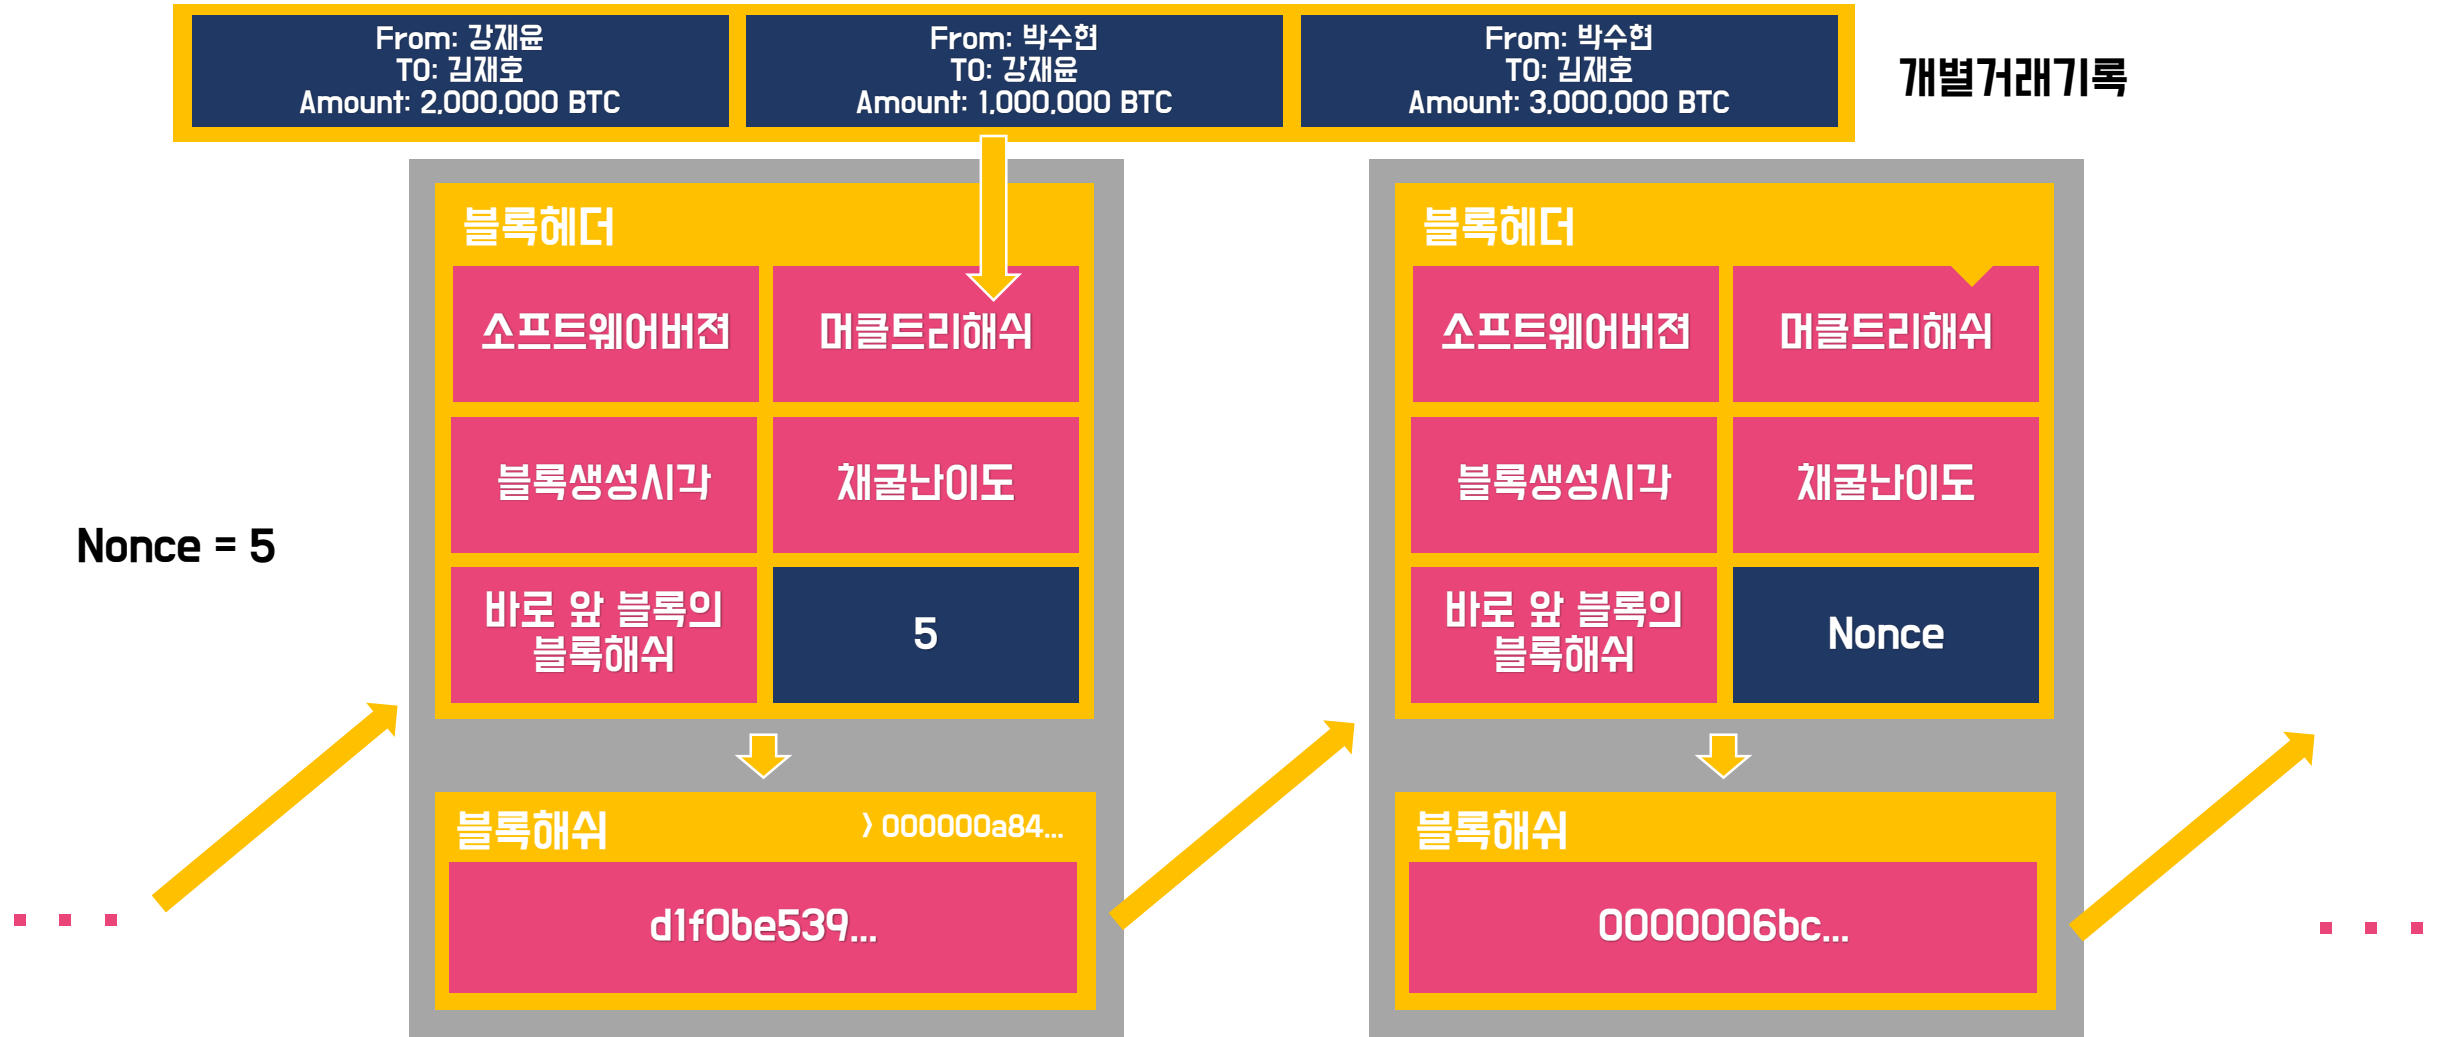 From: 강재윤
TO: 김재호
Amount: 2,000,000 BTC
From: 박수현
TO: 강재윤
Amount: 1,000,000 BTC
From: 박수현
TO: 김재호
Amount: 3,000,000 BTC
개별거래기록
Nonce = 5
블록헤더
소프트웨어버젼
머클트리해쉬
블록생성시각
채굴난이도
바로 앞 블록의
블록해쉬
5
블록해쉬
> 000000a84...
d1f0be539...
블록헤더
소프트웨어버젼
머클트리해쉬
블록생성시각
채굴난이도
바로 앞 블록의
블록해쉬
Nonce
블록해쉬
0000006bc...